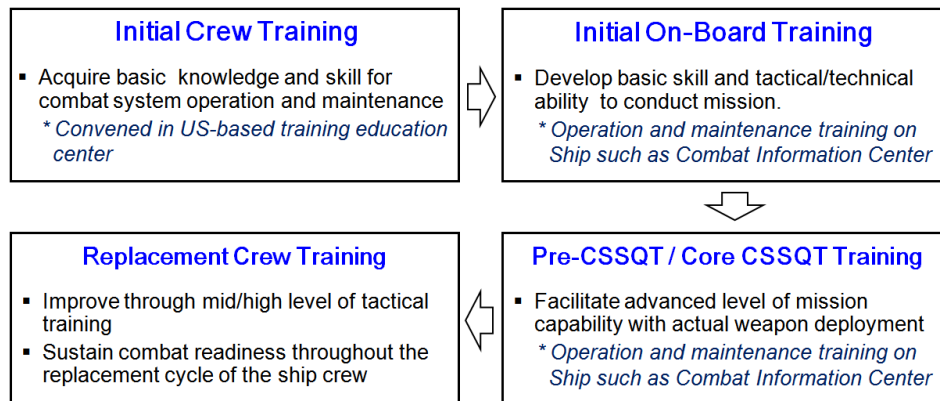 Initial Crew Training
▪ Acquire basic knowledge and skill for
combat system operation and maintenance
* Convened in US-based training education
center
Initial On-Board Training
▪ Develop basic skill and tactical/technical
ability to conduct mission.
* Operation and maintenance training on
Ship such as Combat Information Center
Pre-CSSQT / Core CSSQT Training
▪ Facilitate advanced level of mission
capability with actual weapon deployment
* Operation and maintenance training on
Ship such as Combat Information Center
Replacement Crew Training
▪ Improve through mid/high level of tactical
training
▪ Sustain combat readiness throughout the
replacement cycle of the ship crew